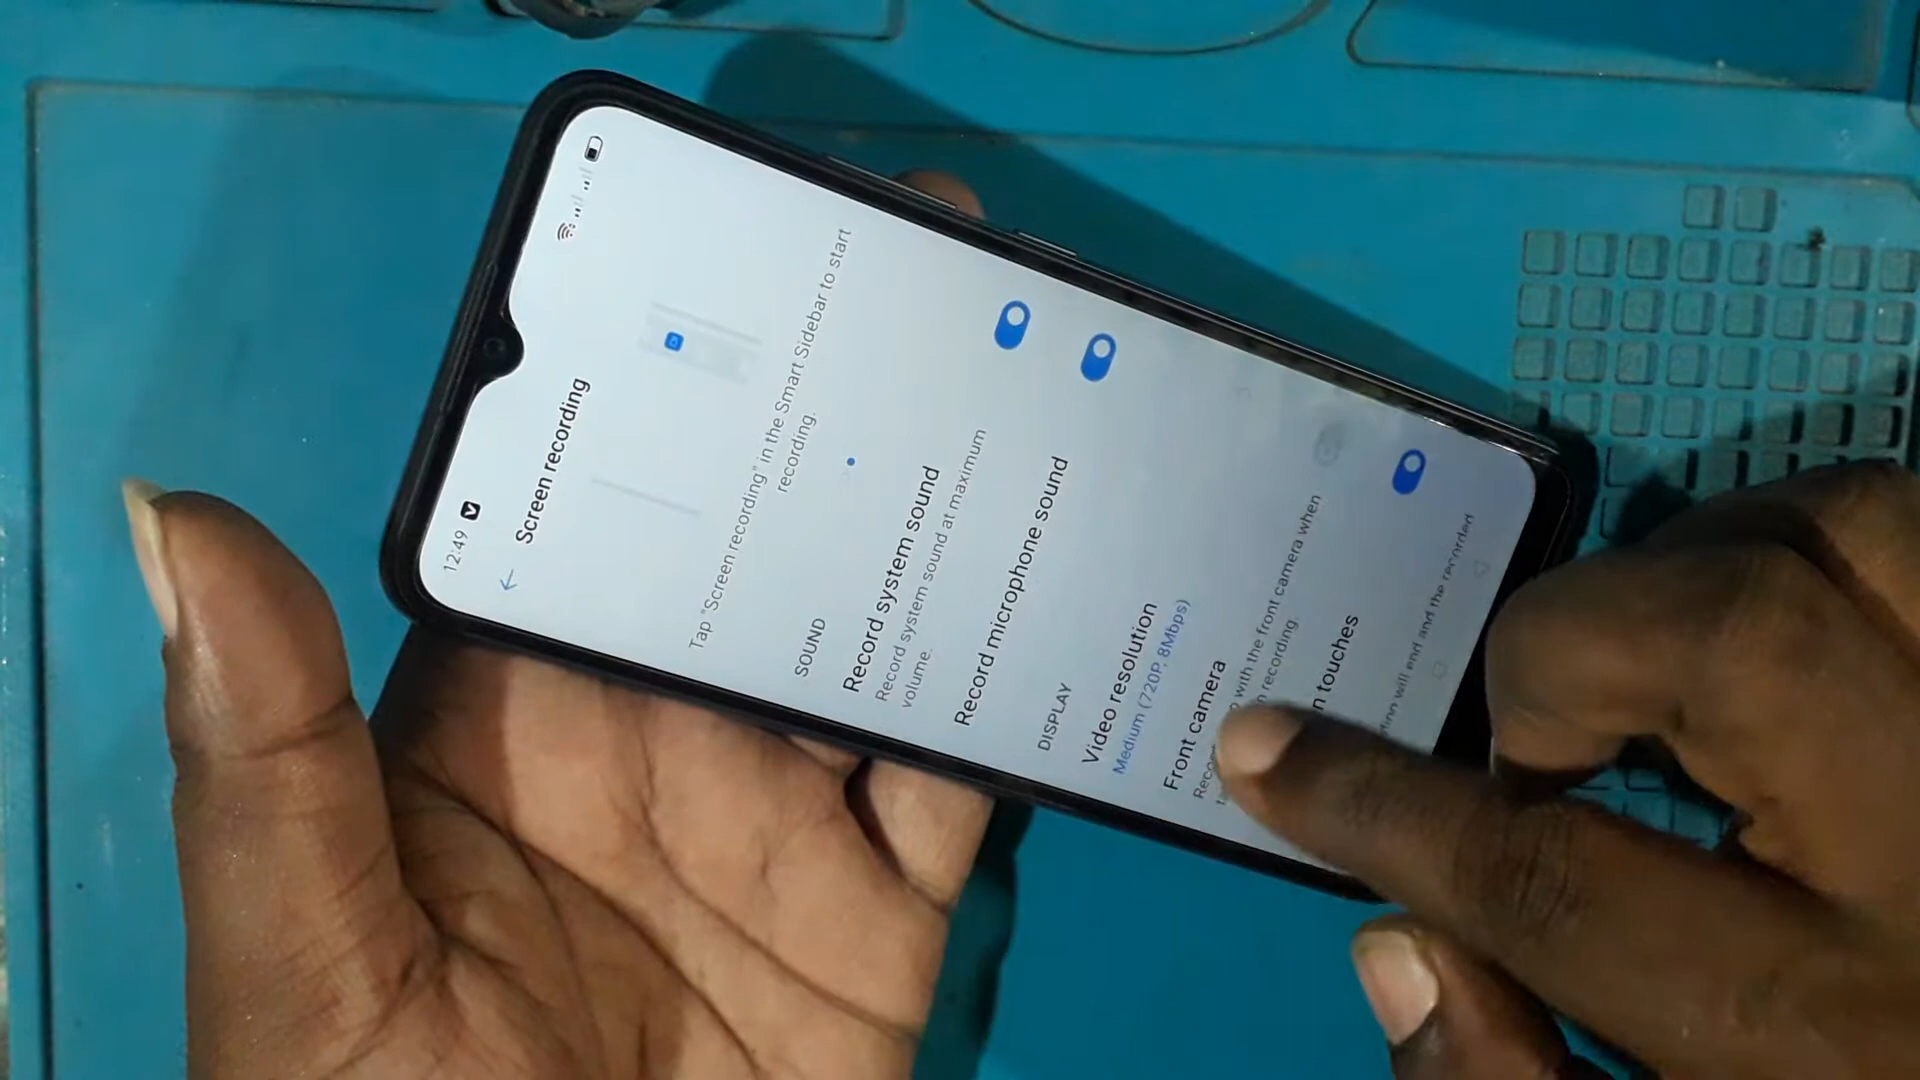 12:49
Screen recording
Tap "Screen recording" in the Smart Sidebar to start
recording.
SOUND
Record system sound
Record system sound at maximum
volume.
Record microphone sound
DISPLAY
Video resolution
Medium (720P, 8Mbps)
Front camera
with the front camera when
recording.
touches
will end and the recorded